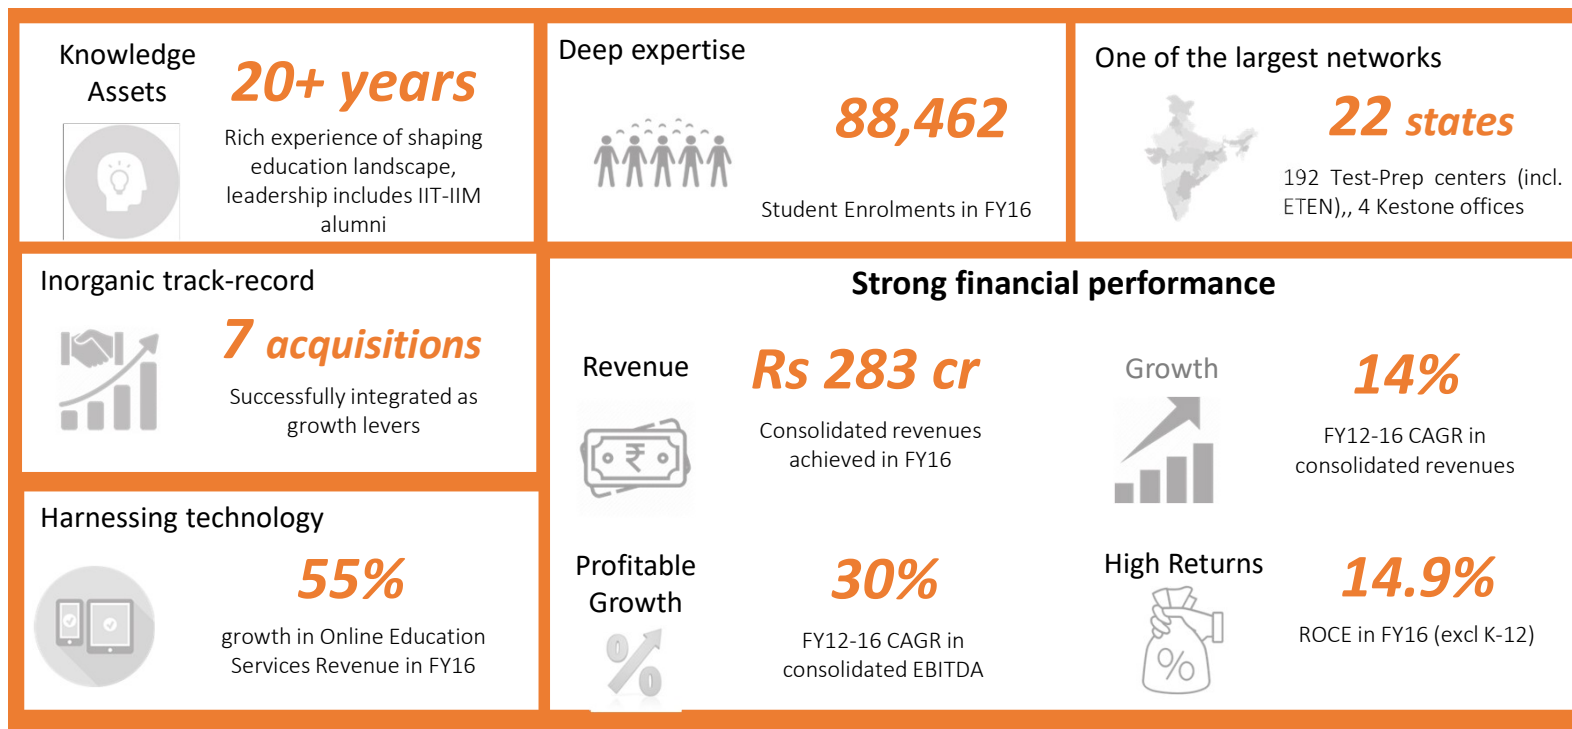 Knowledge
Assets
20+ years
Rich experience of shaping
education landscape,
leadership includes IIT-IIM
alumni
Deep expertise
88,462
Student Enrolments in FY16
One of the largest networks
22 states
192 Test-Prep centers (incl.
ETEN),, 4 Kestone offices
Inorganic track-record
7 acquisitions
Successfully integrated as
growth levers
Harnessing technology
55%
growth in Online Education
Services Revenue in FY16
Strong financial performance
Revenue
Rs 283 cr
₹
Consolidated revenues
achieved in FY16
Growth
14%
FY12-16 CAGR in
consolidated revenues
Profitable
Growth
30%
%
FY12-16 CAGR in
consolidated EBITDA
High Returns
14.9%
%
ROCE in FY16 (excl K-12)